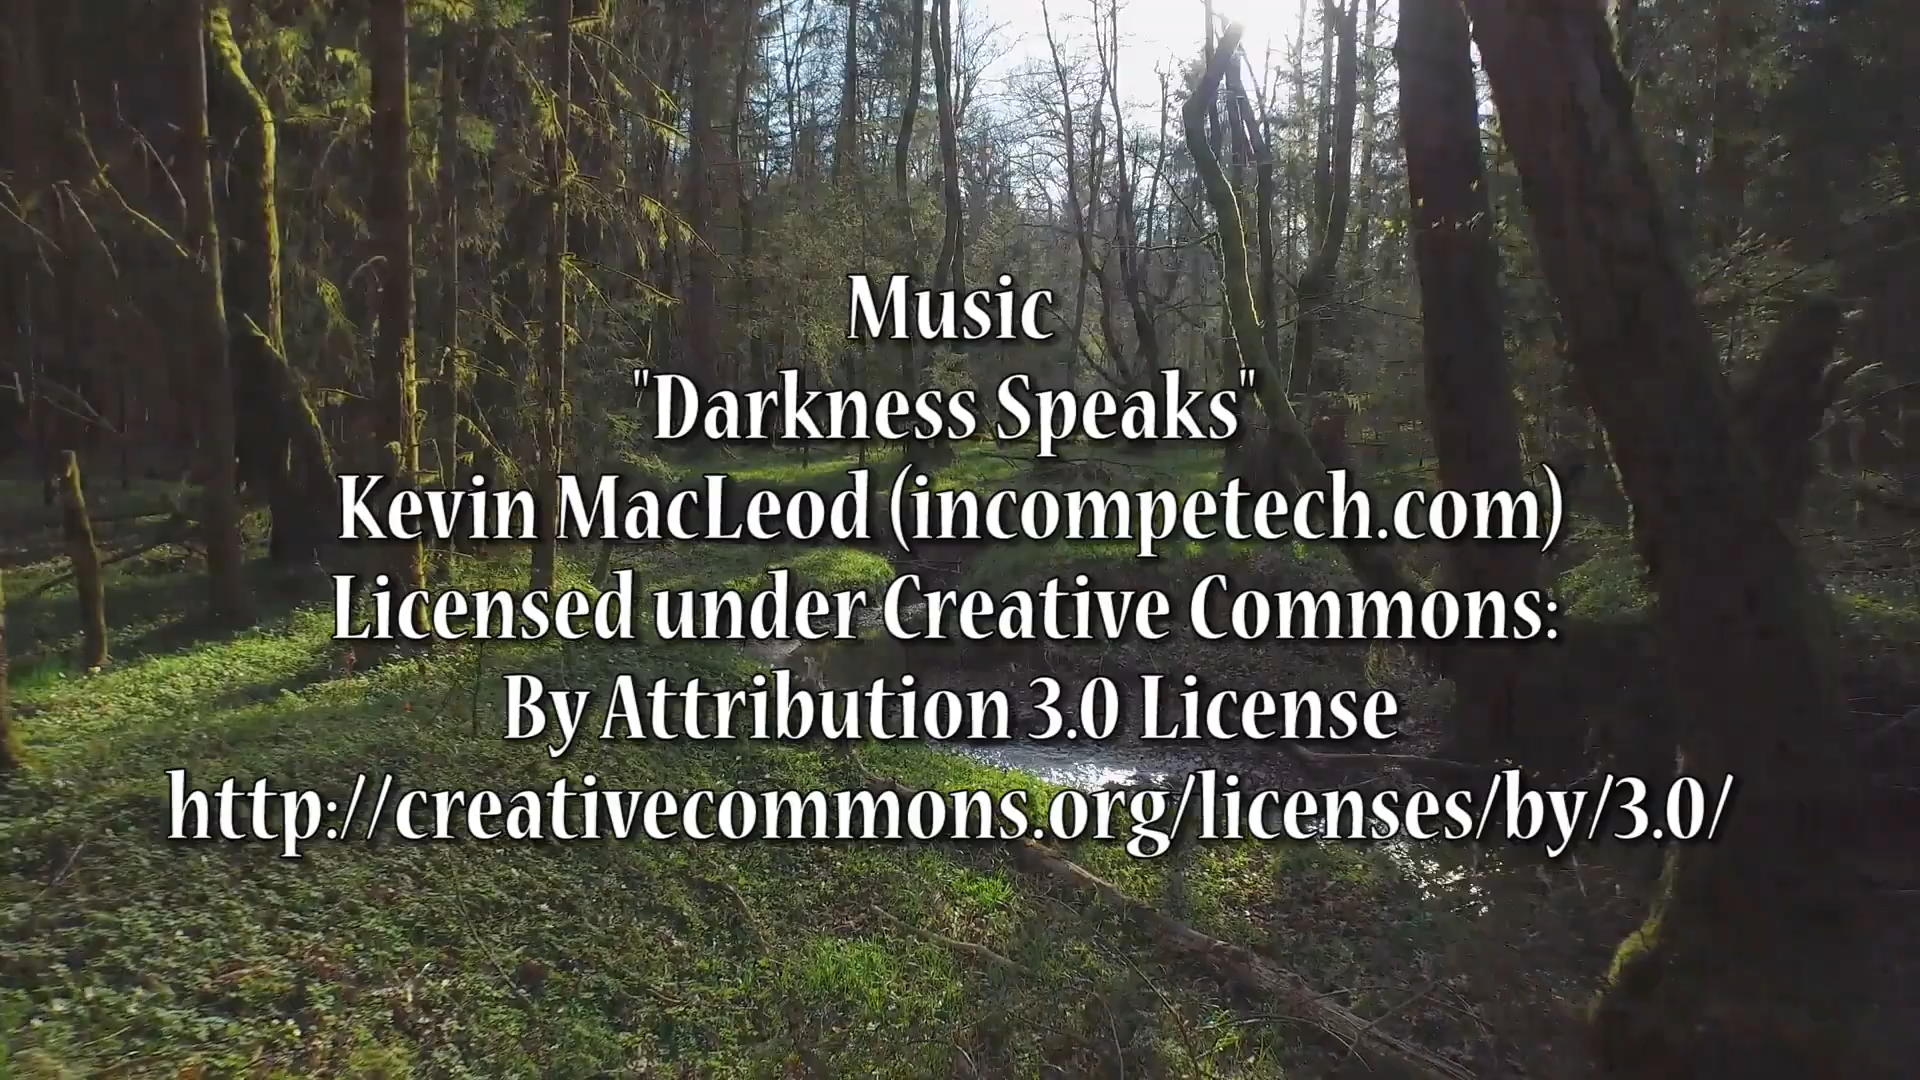 Music
"Darkness Speaks"
Kevin MacLeod (incompetech.com)
Licensed under Creative Commons:
By Attribution 3.0 License
http://creativecommons.org/licenses/by/3.0/